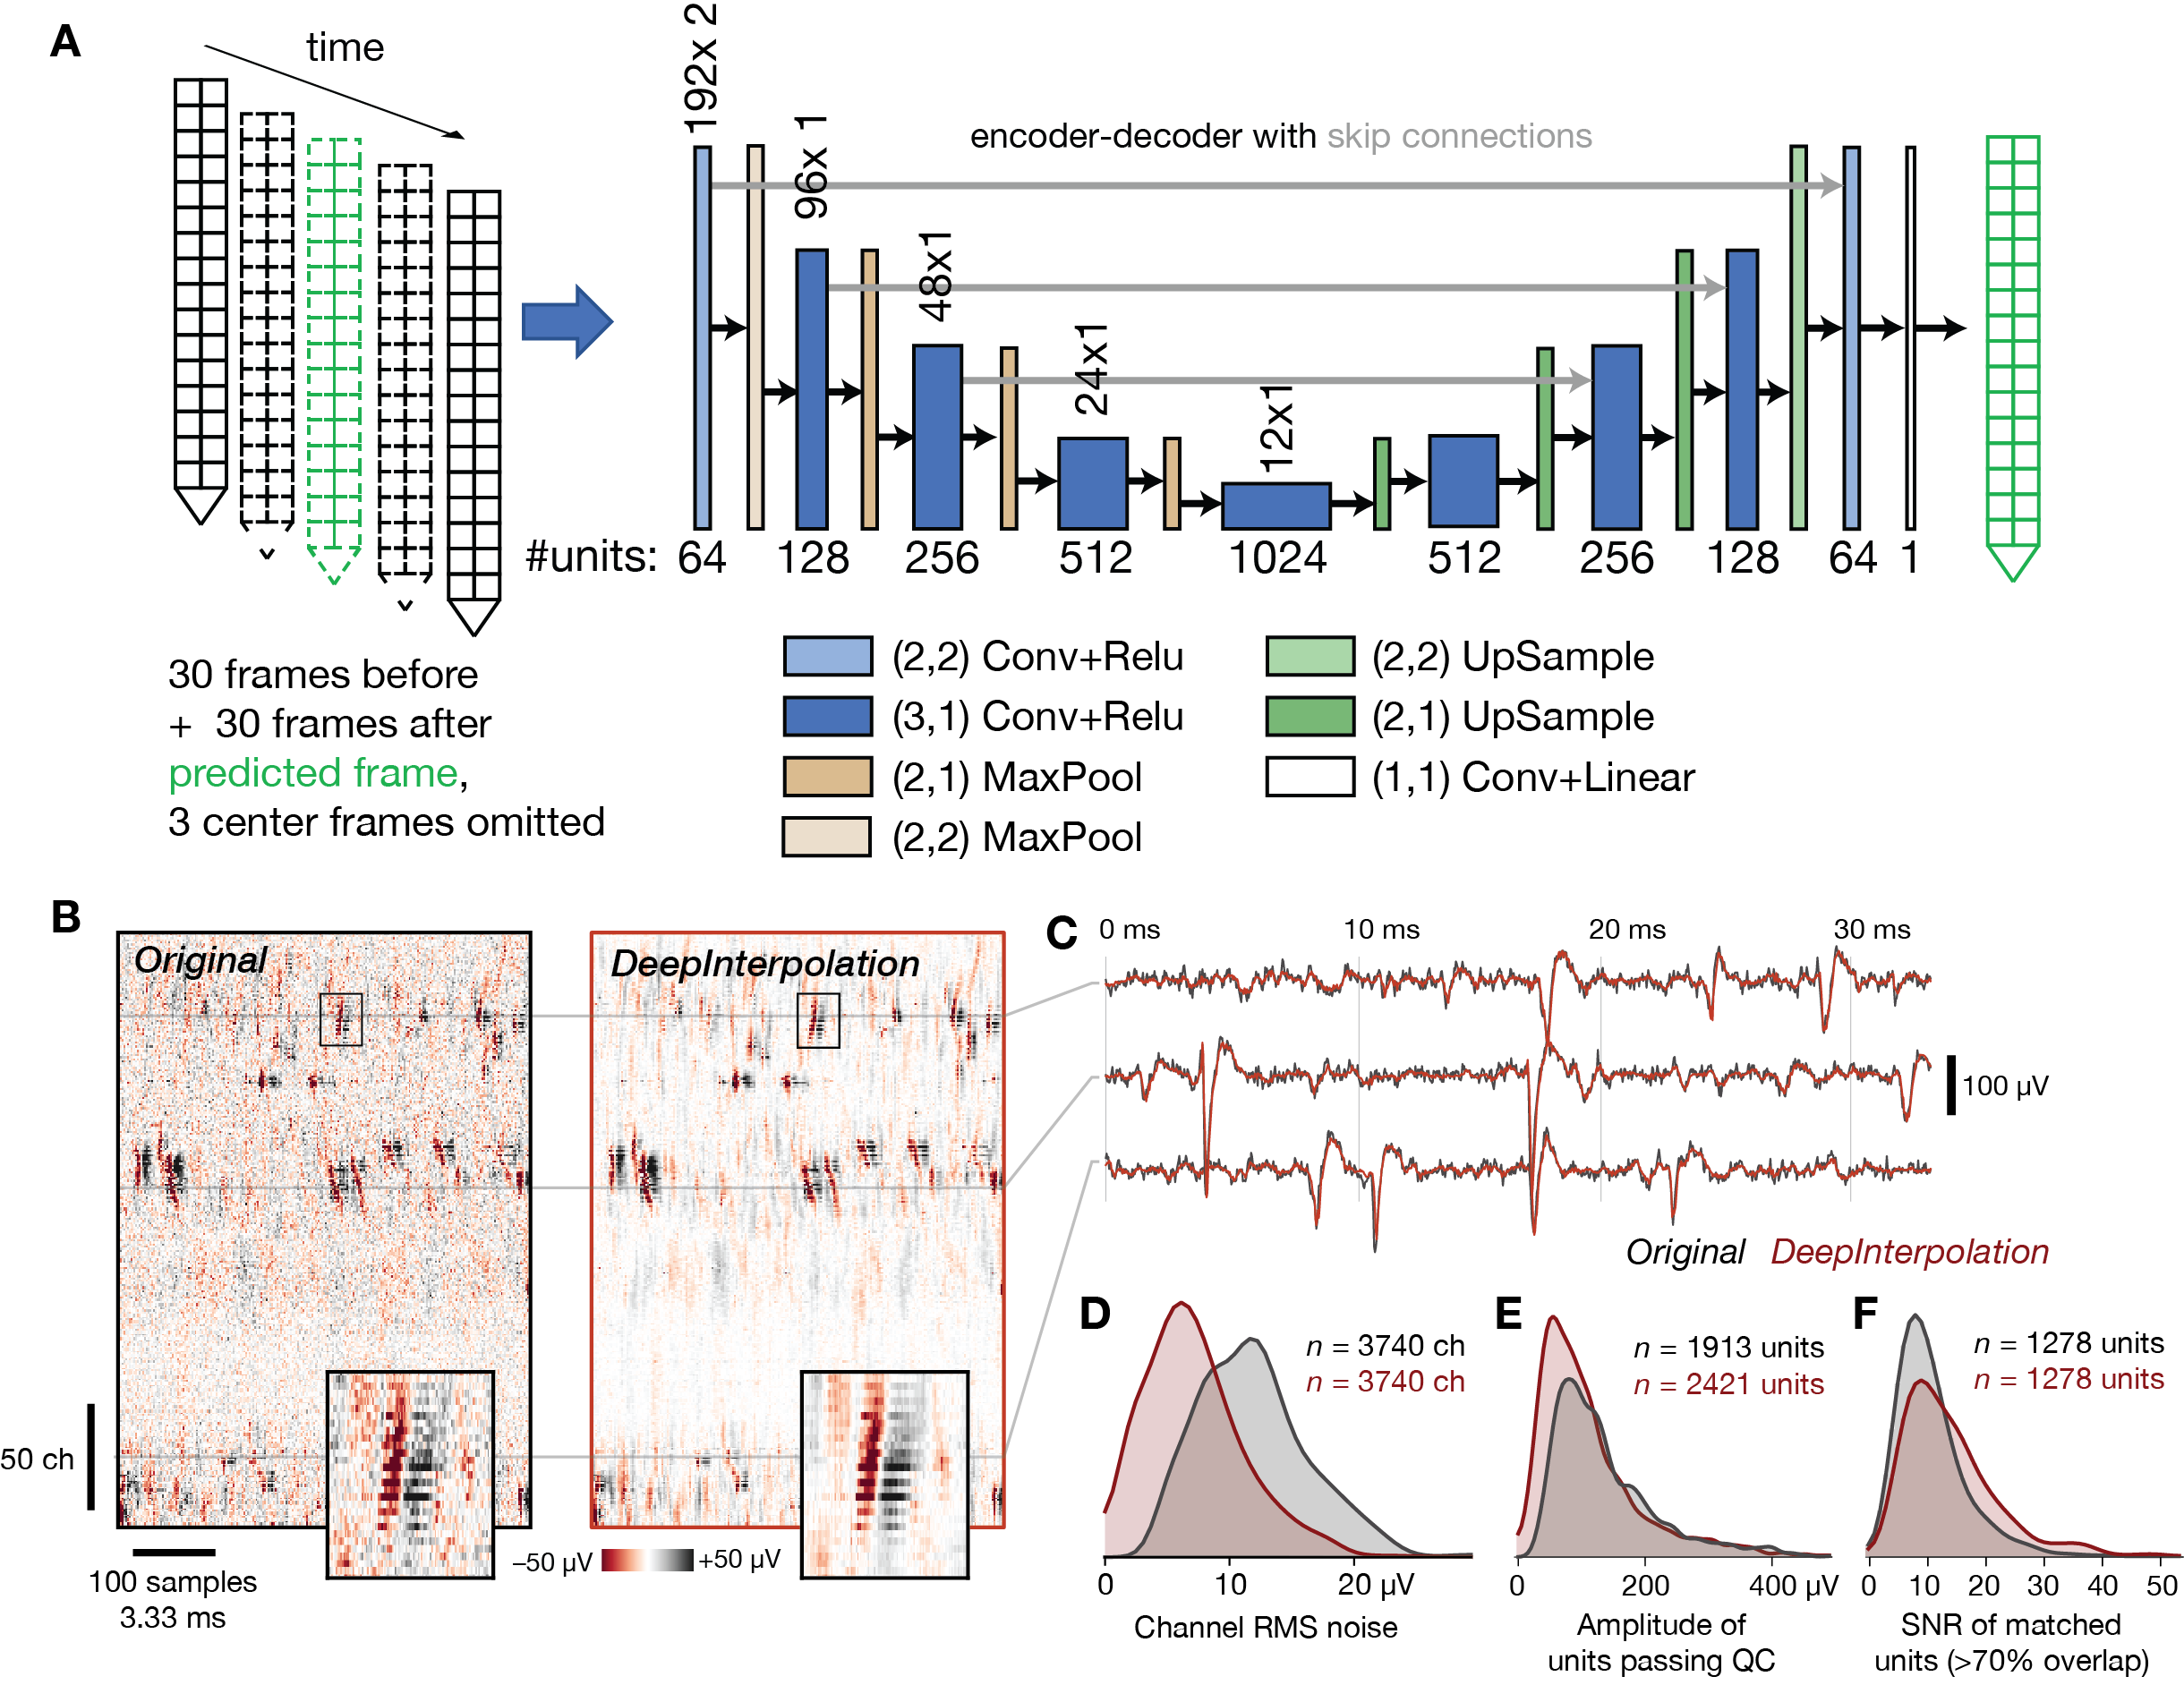 A
time
192x 2
96x 1
48x1
24x1
12x1
encoder-decoder with skip connections
#units: 64 128 256 512 1024 512 256 128 64 1
30 frames before
+ 30 frames after
predicted frame,
3 center frames omitted
(2,2) Conv+Relu
(3,1) Conv+Relu
(2,1) MaxPool
(2,2) MaxPool
(2,2) UpSample
(2,1) UpSample
(1,1) Conv+Linear
B
Original
DeepInterpolation
50 ch
100 samples
3.33 ms
–50 µV
+50 µV
C
0 ms 10 ms 20 ms 30 ms
100 µV
Original DeepInterpolation
D
n = 3740 ch
n = 3740 ch
0 10 20 µV
Channel RMS noise
E
n = 1913 units
n = 2421 units
0 200 400 µV
Amplitude of
units passing QC
F
n = 1278 units
n = 1278 units
0 10 20 30 40 50
SNR of matched
units (>70% overlap)